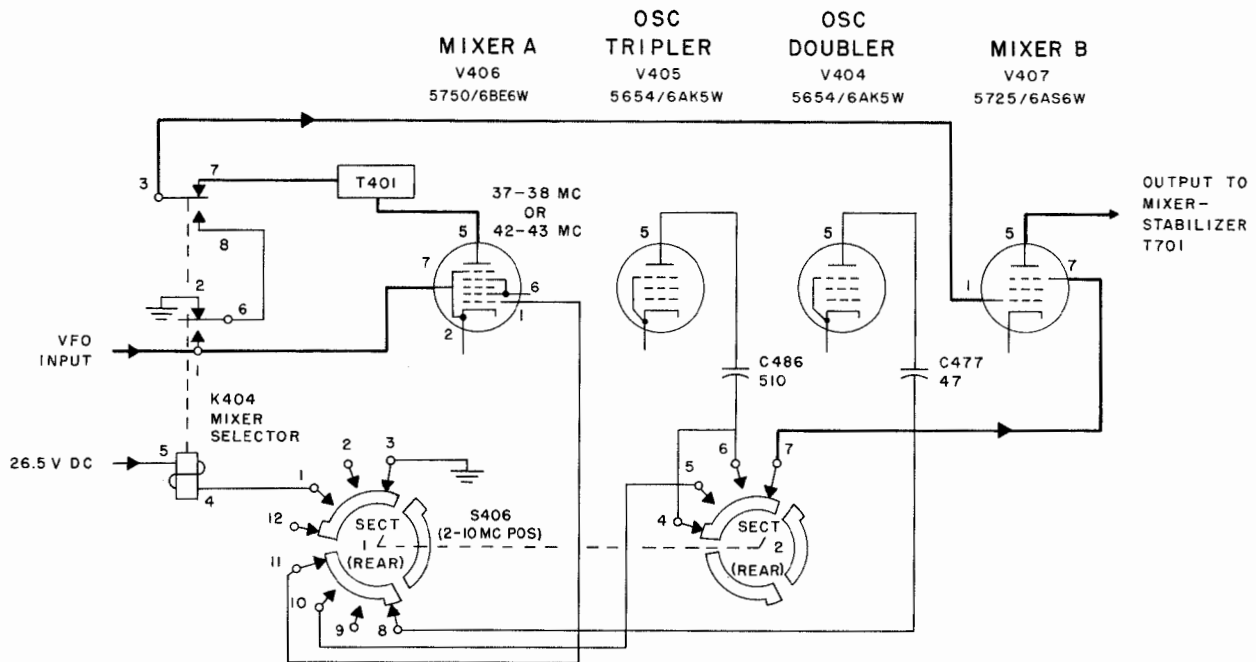 MIXER A
V406
5750/6BE6W
OSC
TRIPLER
V405
5654/6AK5W
OSC
DOUBLER
V404
5654/6AK5W
MIXER B
V407
5725/6AS6W
3
7
T401
8
2
6
1
VFO
INPUT
37-38 MC
OR
42-43 MC
5
7
6
1
2
5
5
5
7
1
OUTPUT TO
MIXER-
STABILIZER
T701
C486
510
C477
47
K404
MIXER
SELECTOR
26.5 V DC
5
4
1
2
3
12
11
10
9
8
SECT
1
(REAR)
S406
(2-10 MC POS)
4
5
6
7
SECT
2
(REAR)